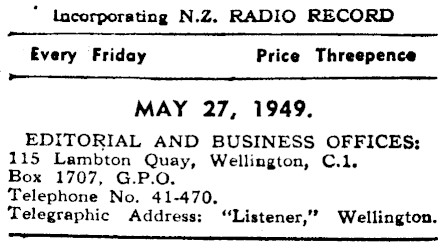 Incorporating N.Z. RADIO RECORD
Every Friday Price Threepence
MAY 27, 1949.
EDITORIAL AND BUSINESS OFFICES:
115 Lambton Quay, Wellington, C.1.
Box 1707, G.P.O.
Telephone No. 41-470.
Telegraphic Address: "Listener," Wellington.